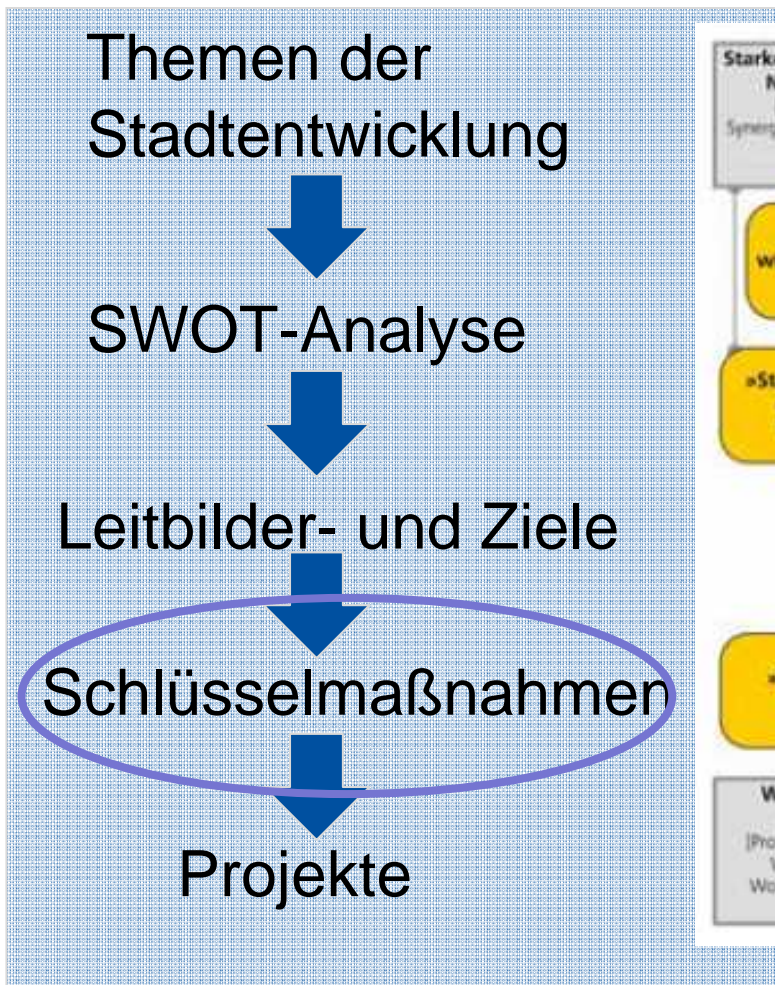 Themen der
Stadtentwicklung
SWOT-Analyse
Leitbilder- und Ziele
Schlüsselmaßnahmen
Projekte